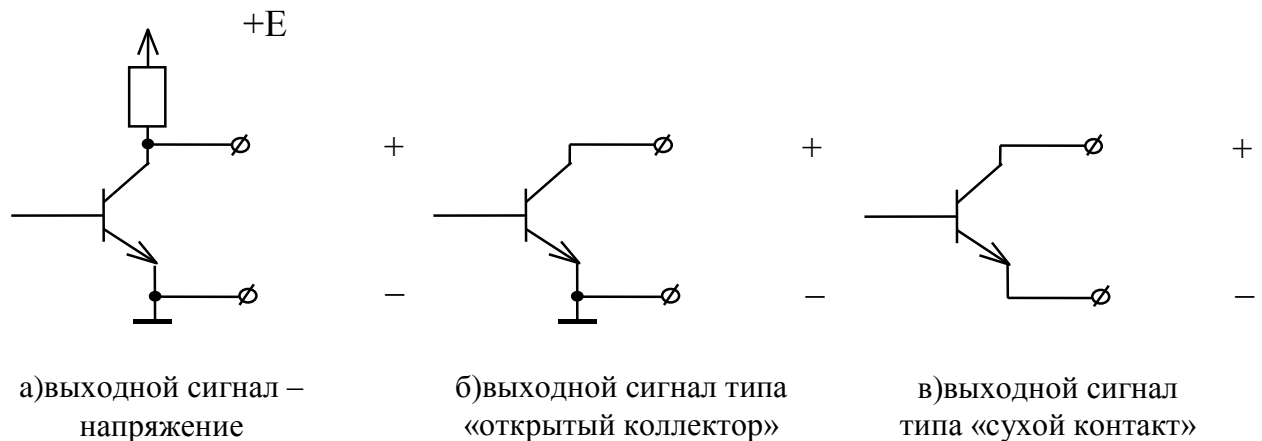 +E
+
+
+
–
–
–
а)выходной сигнал –
напряжение
б)выходной сигнал типа
«открытый коллектор»
в)выходной сигнал
типа «сухой контакт»